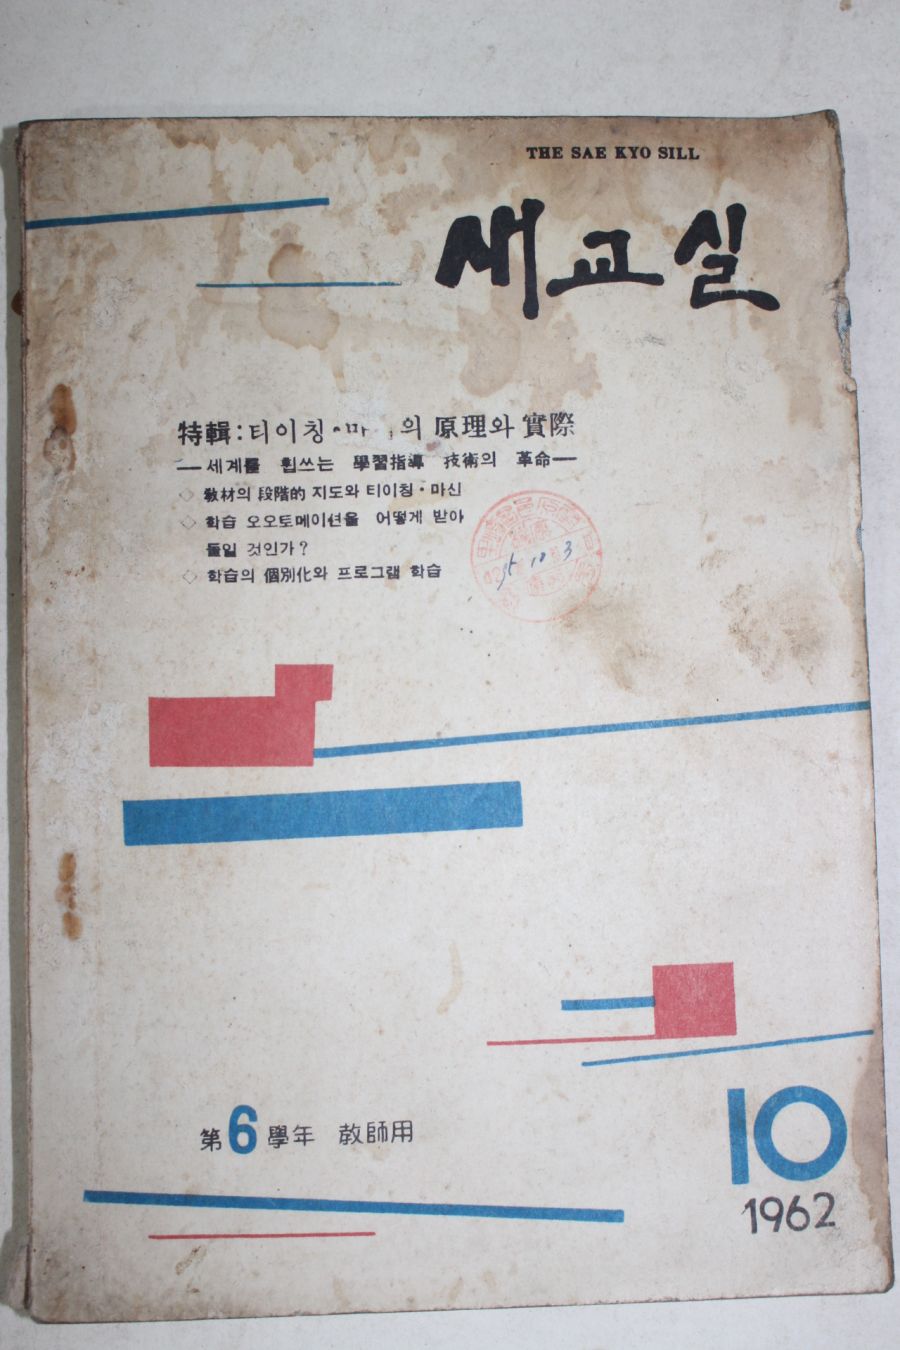 THE SAE KYO SILL
새교실
特輯: 티이칭·마 의 原理와 實際
—세계를 휩쓰는 學習指導 技術의 革命—
◇ 敎材의 段階的 지도와 티이칭·마신
◇ 학습 오오토메이션을 어떻게 받아
들일 것인가?
◇ 학습의 個別化와 프로그램 학습
10 3
第6學年 敎師用
10
1962